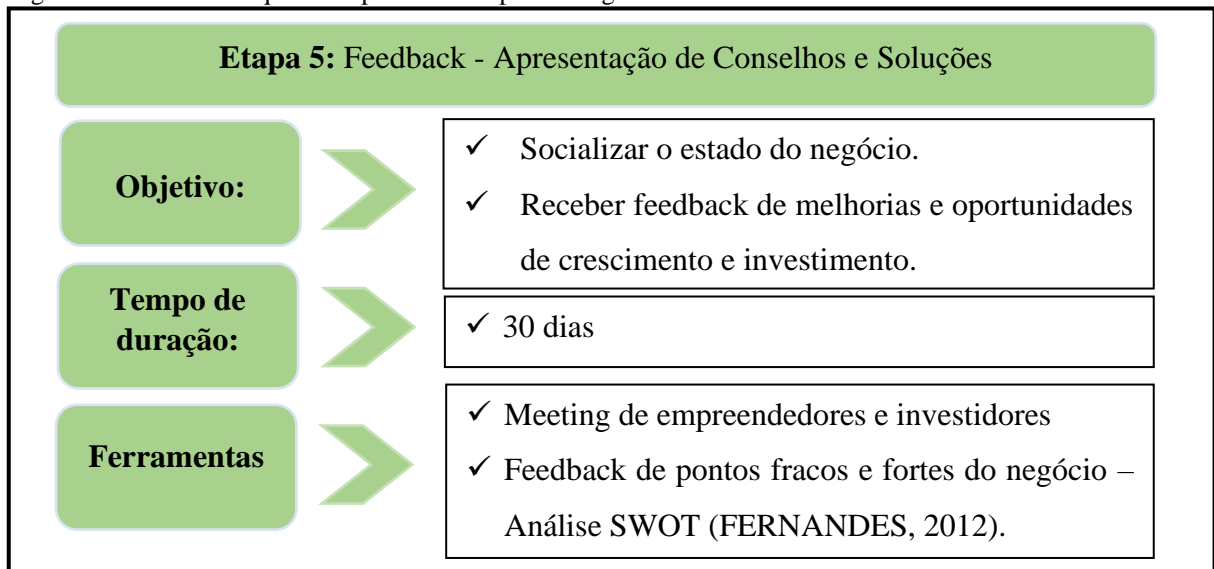 Etapa 5: Feedback - Apresentação de Conselhos e Soluções
Objetivo:
✓ Socializar o estado do negócio.
✓ Receber feedback de melhorias e oportunidades
de crescimento e investimento.
Tempo de
duração:
✓ 30 dias
Ferramentas
✓ Meeting de empreendedores e investidores
✓ Feedback de pontos fracos e fortes do negócio –
Análise SWOT (FERNANDES, 2012).